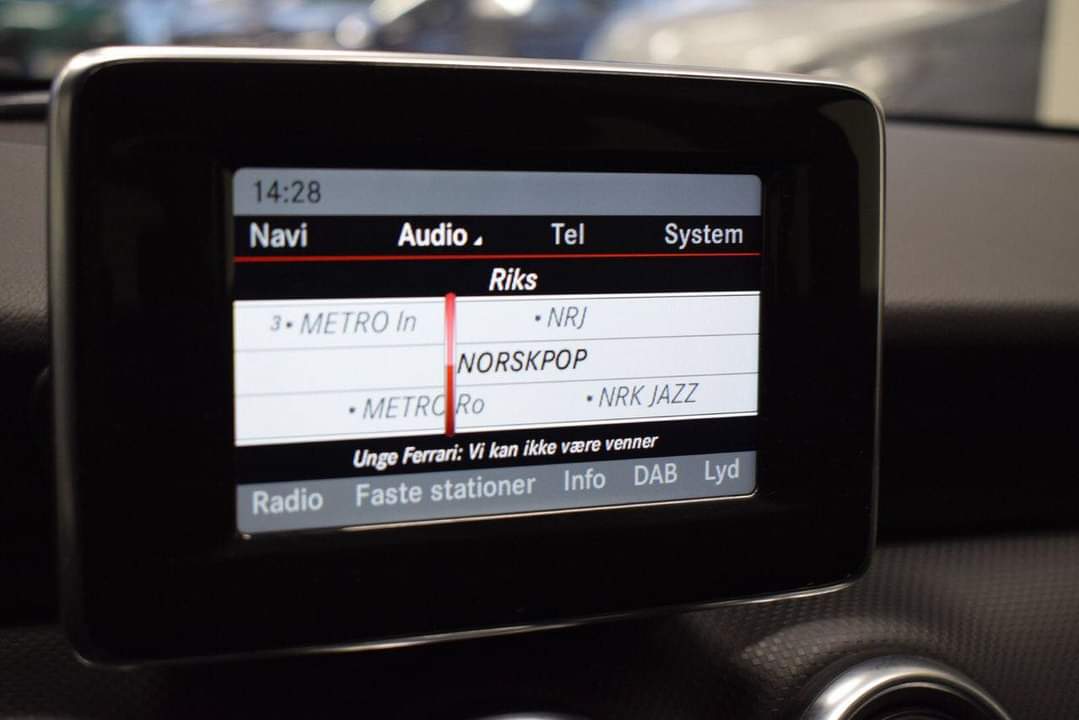 14:28
Navi Audio Tel System
Riks
3 • METRO In • NRJ
NORSKPOP
• METRO Ro • NRK JAZZ
Unge Ferrari: Vi kan ikke være venner
Radio Faste stationer Info DAB Lyd